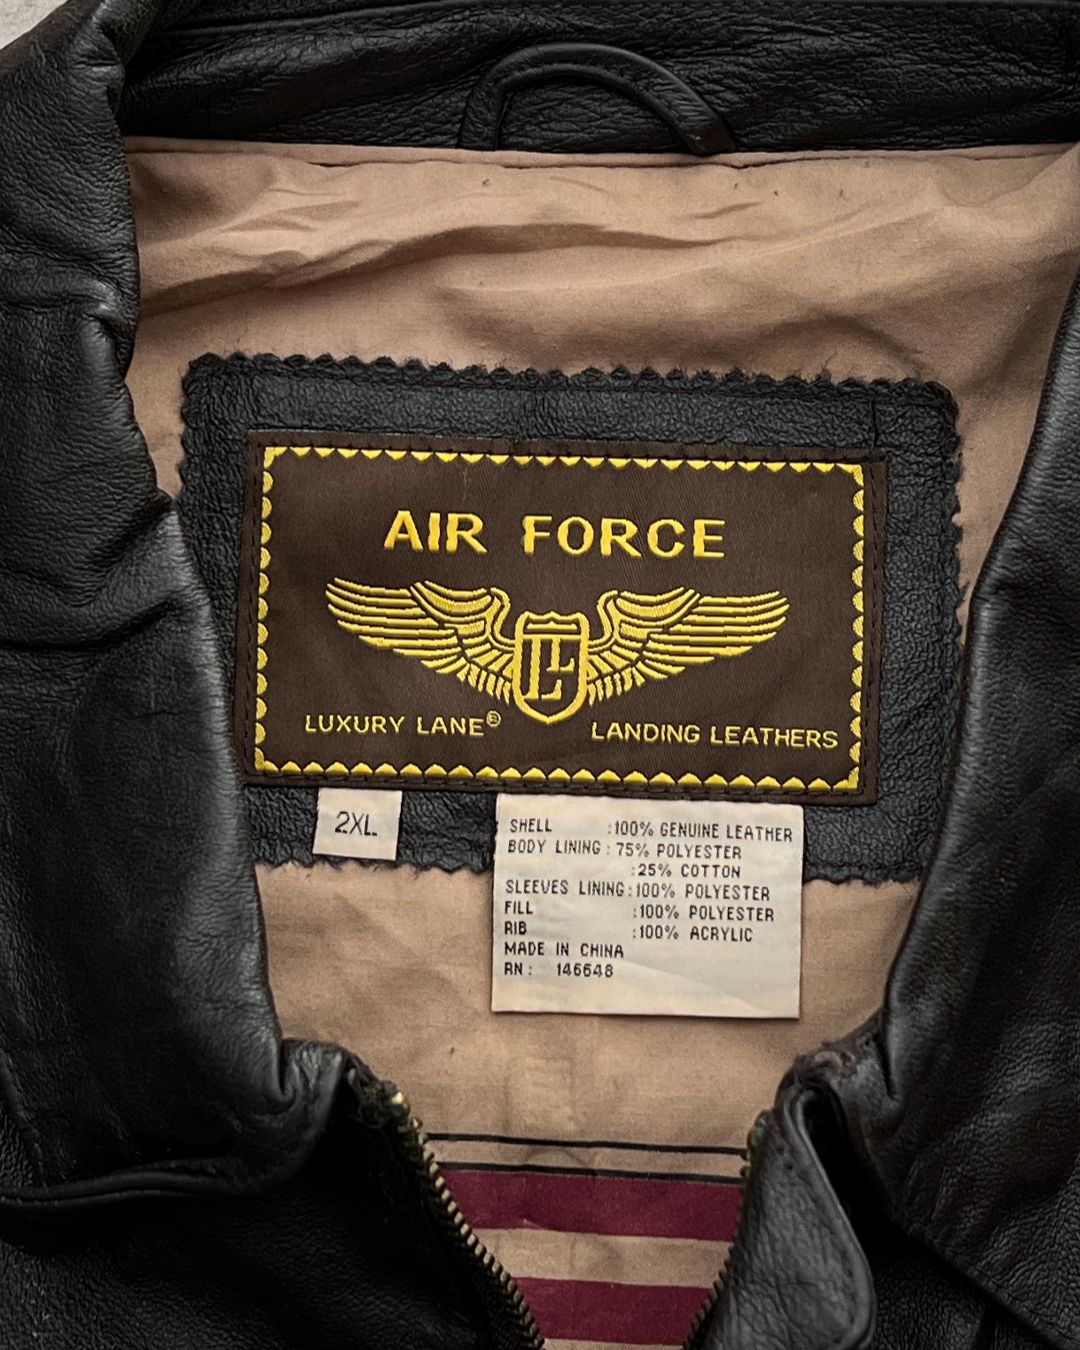 AIR FORCE
LL
LUXURY LANE® LANDING LEATHERS
2XL
SHELL :100% GENUINE LEATHER
BODY LINING : 75% POLYESTER
:25% COTTON
SLEEVES LINING:100% POLYESTER
FILL :100% POLYESTER
RIB :100% ACRYLIC
MADE IN CHINA
RN: 146648